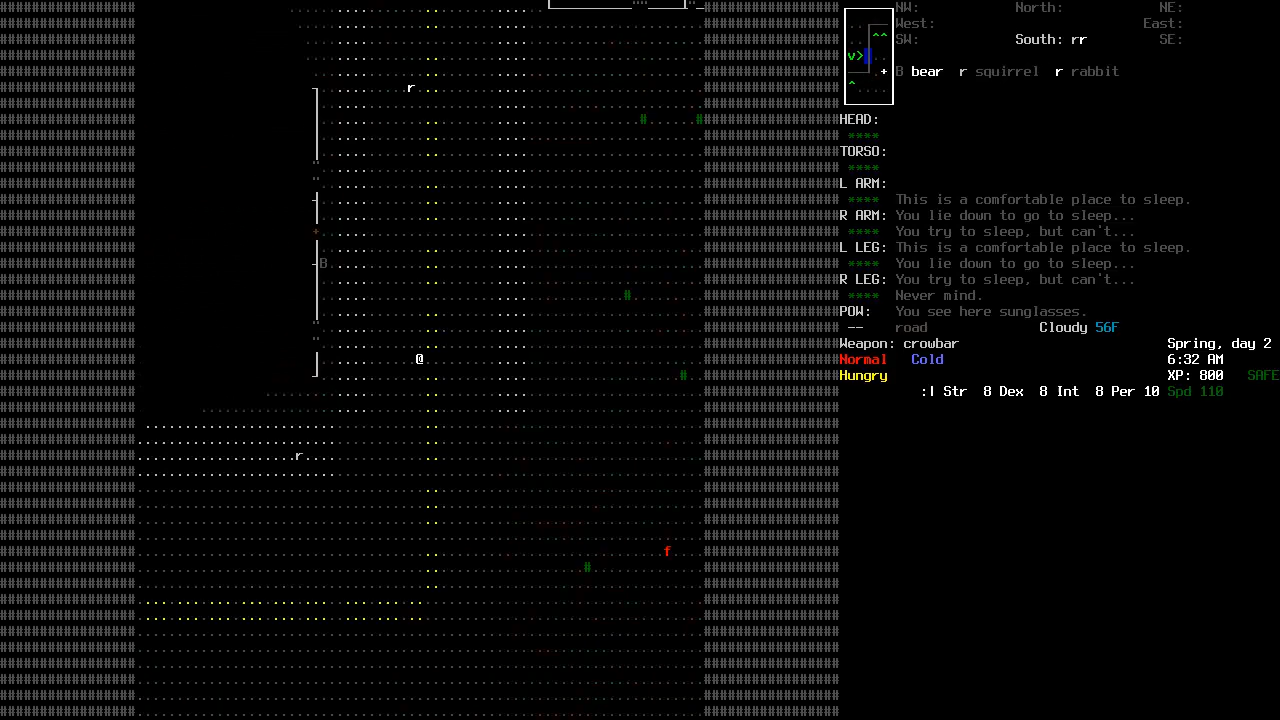 NW: North: NE:
West: East:
SW: South: rr SE:
B bear r squirrel r rabbit
HEAD:
****
TORSO:
****
L ARM:
**** This is a comfortable place to sleep.
R ARM: You lie down to go to sleep...
**** You try to sleep, but can't...
L LEG: This is a comfortable place to sleep.
**** You lie down to go to sleep...
R LEG: You try to sleep, but can't...
**** Never mind.
POW: You see here sunglasses.
-- road Cloudy 56F
Weapon: crowbar Spring, day 2
Normal Cold 6:32 AM
Hungry XP: 800 SAFE
:| Str 8 Dex 8 Int 8 Per 10 Spd 110